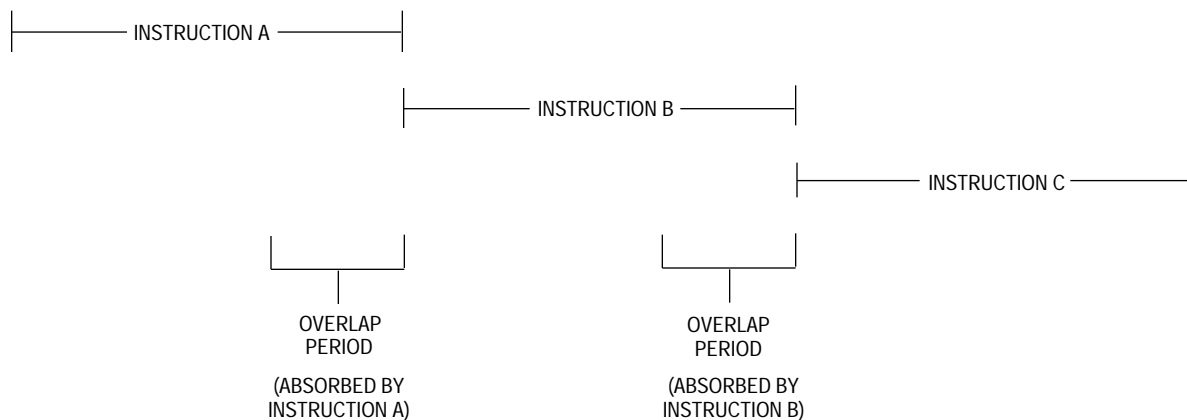 INSTRUCTION A
INSTRUCTION B
INSTRUCTION C
OVERLAP
PERIOD
(ABSORBED BY
INSTRUCTION A)
OVERLAP
PERIOD
(ABSORBED BY
INSTRUCTION B)